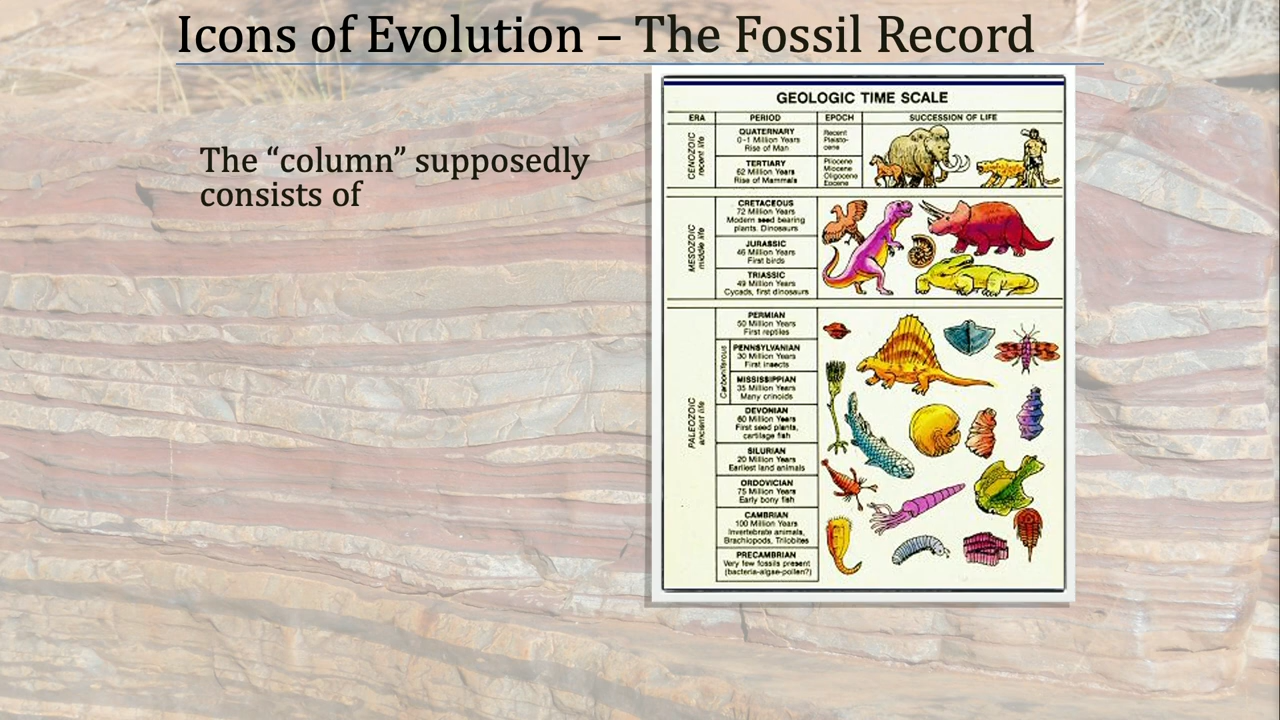 Icons of Evolution – The Fossil Record
The “column” supposedly
consists of
GEOLOGIC TIME SCALE
ERA PERIOD EPOCH SUCCESSION OF LIFE
CENOZOIC
recent life
QUATERNARY
0-1 Million Years
Rise of Man
Recent
Pleisto-
cene
TERTIARY
62 Million Years
Rise of Mammals
Pliocene
Miocene
Oligocene
Eocene
MESOZOIC
middle life
CRETACEOUS
72 Million Years
Modern seed bearing
plants. Dinosaurs
JURASSIC
46 Million Years
First birds
TRIASSIC
49 Million Years
Cycads, first dinosaurs
PALEOZOIC
ancient life
PERMIAN
50 Million Years
First reptiles
Carboniferous
PENNSYLVANIAN
30 Million Years
First insects
MISSISSIPPIAN
35 Million Years
Many crinoids
DEVONIAN
60 Million Years
First seed plants,
cartilage fish
SILURIAN
20 Million Years
Earliest land animals
ORDOVICIAN
75 Million Years
Early bony fish
CAMBRIAN
100 Million Years
Invertebrate animals,
Brachiopods, Trilobites
PRECAMBRIAN
Very few fossils present
(bacteria-algae-pollen?)